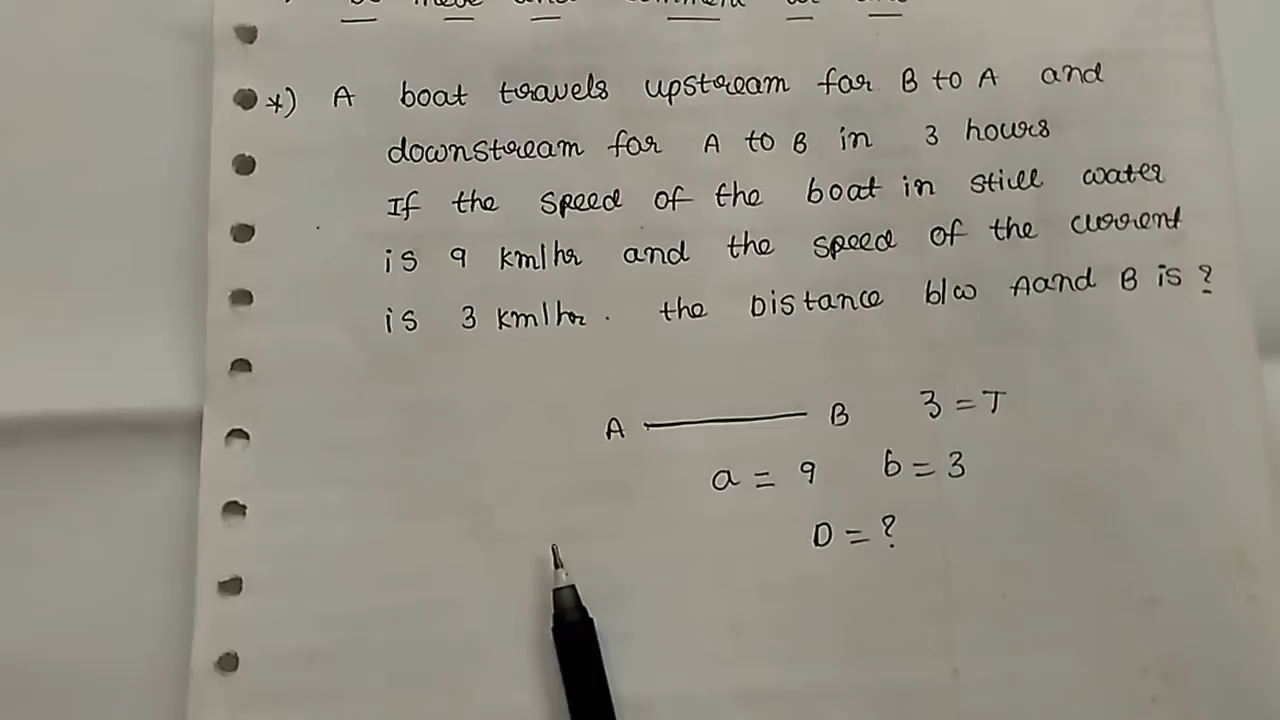 *) A boat travels upstream for B to A and
downstream for A to B in 3 hours
If the speed of the boat in still water
is 9 km/hr and the speed of the current
is 3 km/hr. the Distance b/w A and B is ?
A B 3 = T
a = 9 b = 3
D = ?